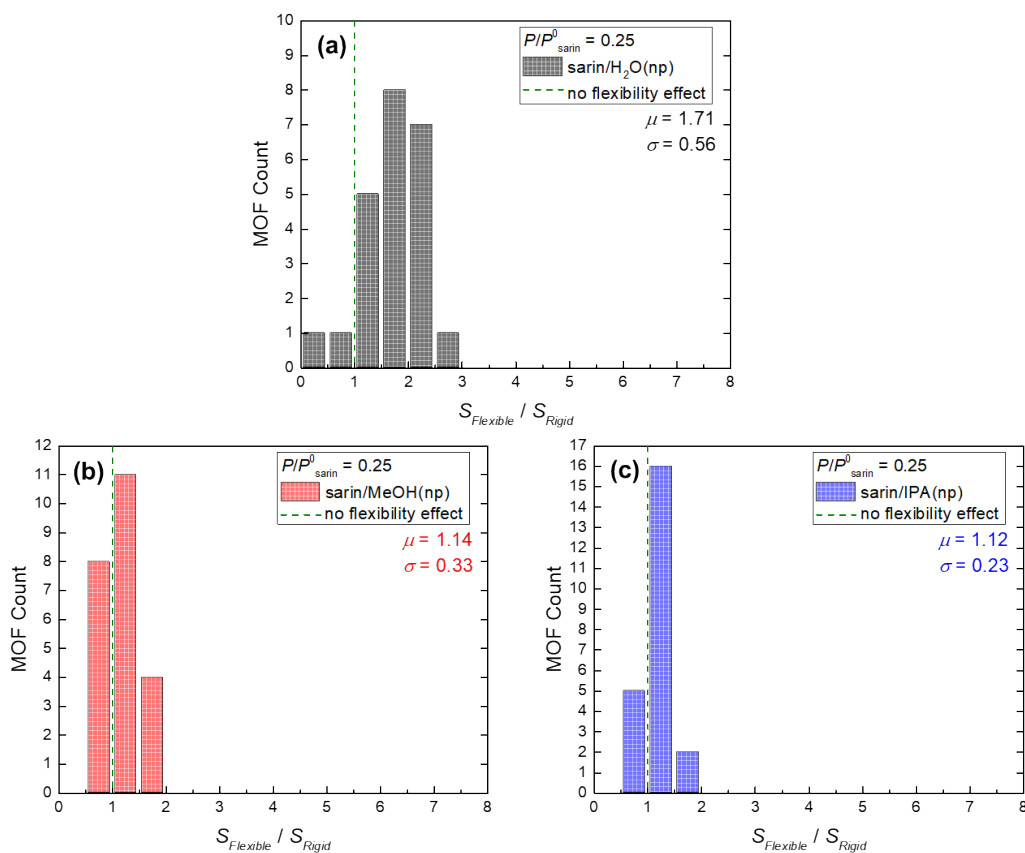 (a)
P/P⁰sarin = 0.25
sarin/H₂O(np)
no flexibility effect
μ = 1.71
σ = 0.56
MOF Count
10
9
8
7
6
5
4
3
2
1
0
0 1 2 3 4 5 6 7 8
S_Flexible / S_Rigid
(b)
P/P⁰sarin = 0.25
sarin/MeOH(np)
no flexibility effect
μ = 1.14
σ = 0.33
MOF Count
12
11
10
9
8
7
6
5
4
3
2
1
0
0 1 2 3 4 5 6 7 8
S_Flexible / S_Rigid
(c)
P/P⁰sarin = 0.25
sarin/IPA(np)
no flexibility effect
μ = 1.12
σ = 0.23
MOF Count
17
16
15
14
13
12
11
10
9
8
7
6
5
4
3
2
1
0
0 1 2 3 4 5 6 7 8
S_Flexible / S_Rigid